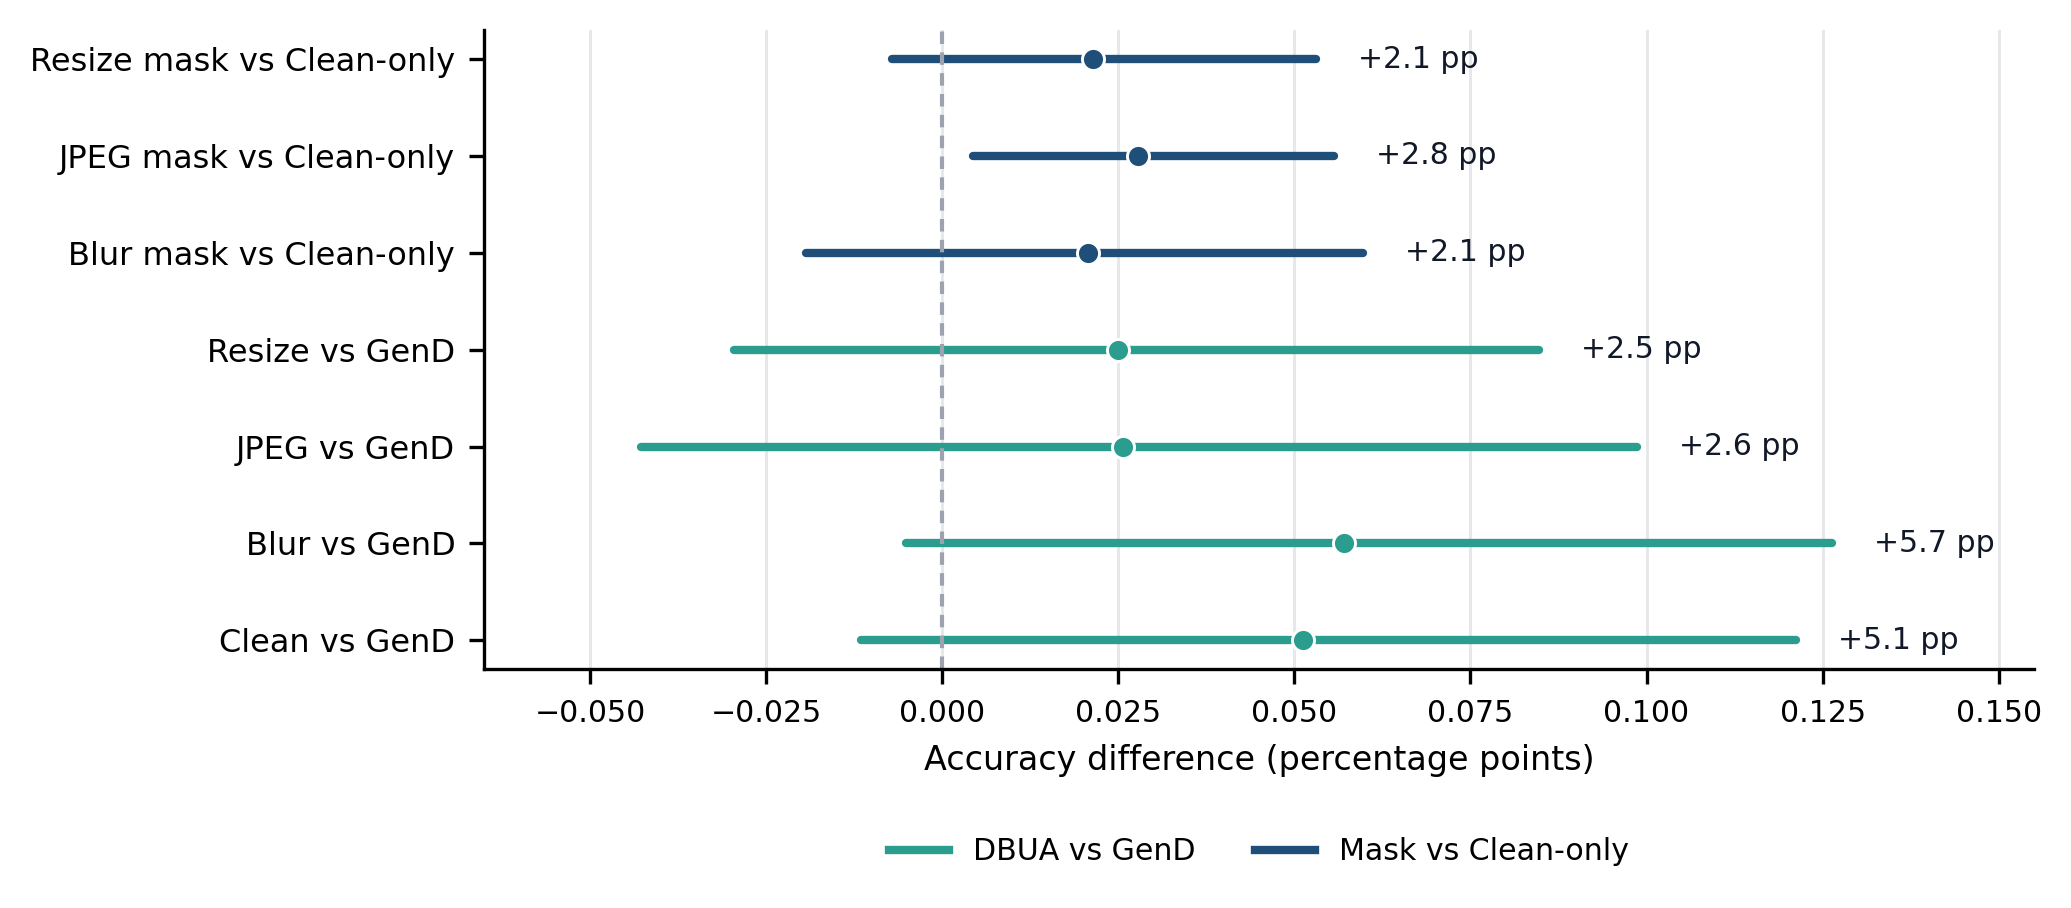 Resize mask vs Clean-only +2.1 pp
JPEG mask vs Clean-only +2.8 pp
Blur mask vs Clean-only +2.1 pp
Resize vs GenD +2.5 pp
JPEG vs GenD +2.6 pp
Blur vs GenD +5.7 pp
Clean vs GenD +5.1 pp
−0.050 −0.025 0.000 0.025 0.050 0.075 0.100 0.125 0.150
Accuracy difference (percentage points)
DBUA vs GenD Mask vs Clean-only